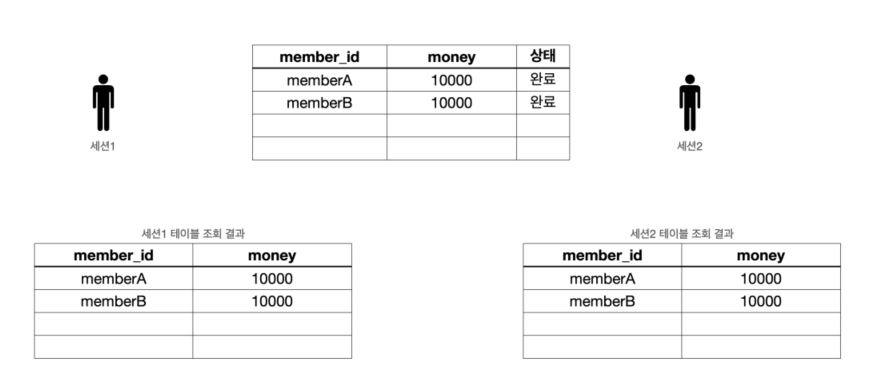 member_id money 상태
memberA 10000 완료
memberB 10000 완료
세션1
세션2
세션1 테이블 조회 결과
member_id money
memberA 10000
memberB 10000
세션2 테이블 조회 결과
member_id money
memberA 10000
memberB 10000